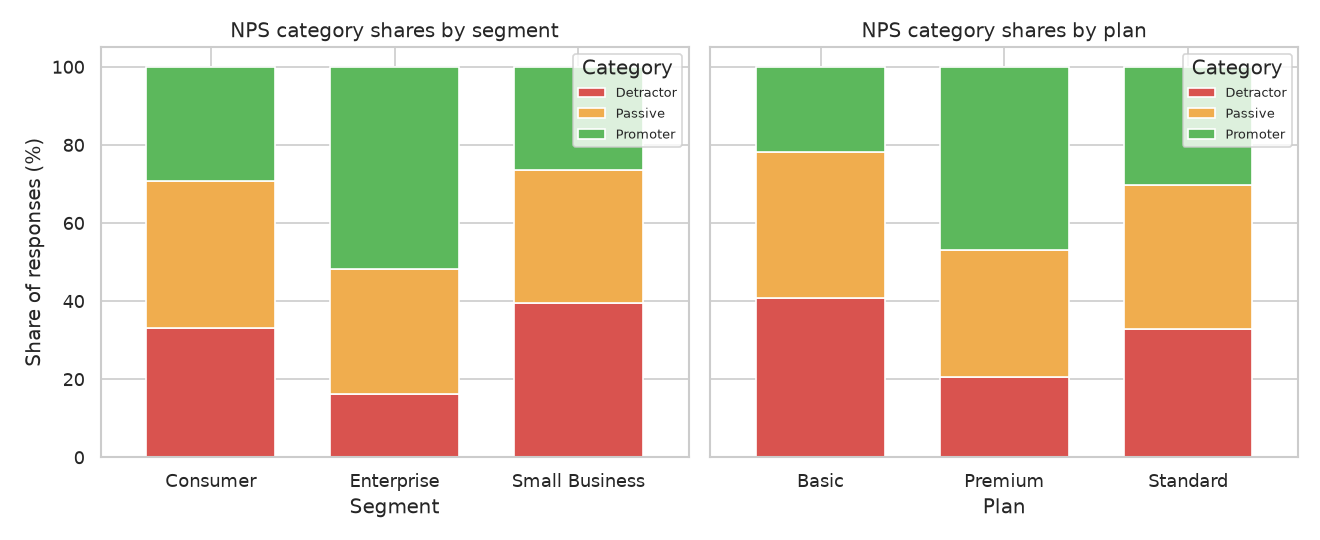 NPS category shares by segment
Share of responses (%)
100
80
60
40
20
0
Category
Detractor
Passive
Promoter
Consumer
Enterprise
Small Business
Segment
NPS category shares by plan
Category
Detractor
Passive
Promoter
Basic
Premium
Standard
Plan